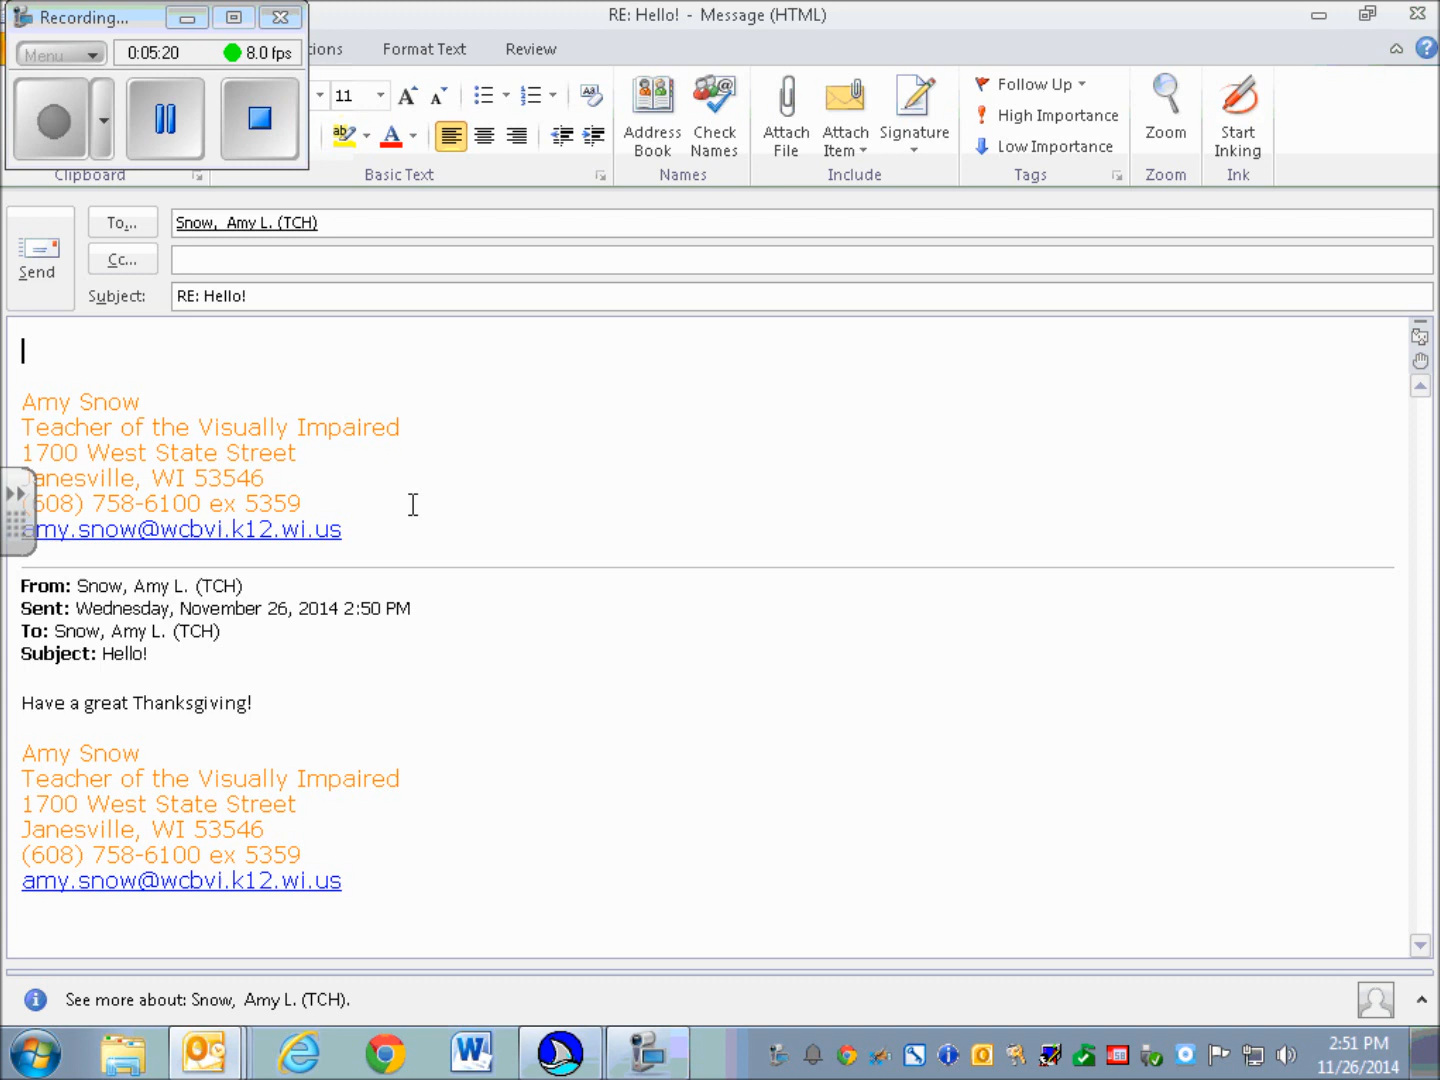 Recording...
RE: Hello! - Message (HTML)
Menu
0:05:20
8.0 fps
tions
Format Text
Review
11
Address Book
Check Names
Attach File
Attach Item
Signature
Follow Up
High Importance
Low Importance
Zoom
Start Inking
Clipboard
Basic Text
Names
Include
Tags
Zoom
Ink
Send
To...
Snow, Amy L. (TCH)
Cc...
Subject:
RE: Hello!
Amy Snow
Teacher of the Visually Impaired
1700 West State Street
Janesville, WI 53546
(608) 758-6100 ex 5359
amy.snow@wcbvi.k12.wi.us
From: Snow, Amy L. (TCH)
Sent: Wednesday, November 26, 2014 2:50 PM
To: Snow, Amy L. (TCH)
Subject: Hello!
Have a great Thanksgiving!
Amy Snow
Teacher of the Visually Impaired
1700 West State Street
Janesville, WI 53546
(608) 758-6100 ex 5359
amy.snow@wcbvi.k12.wi.us
See more about: Snow, Amy L. (TCH).
2:51 PM
11/26/2014